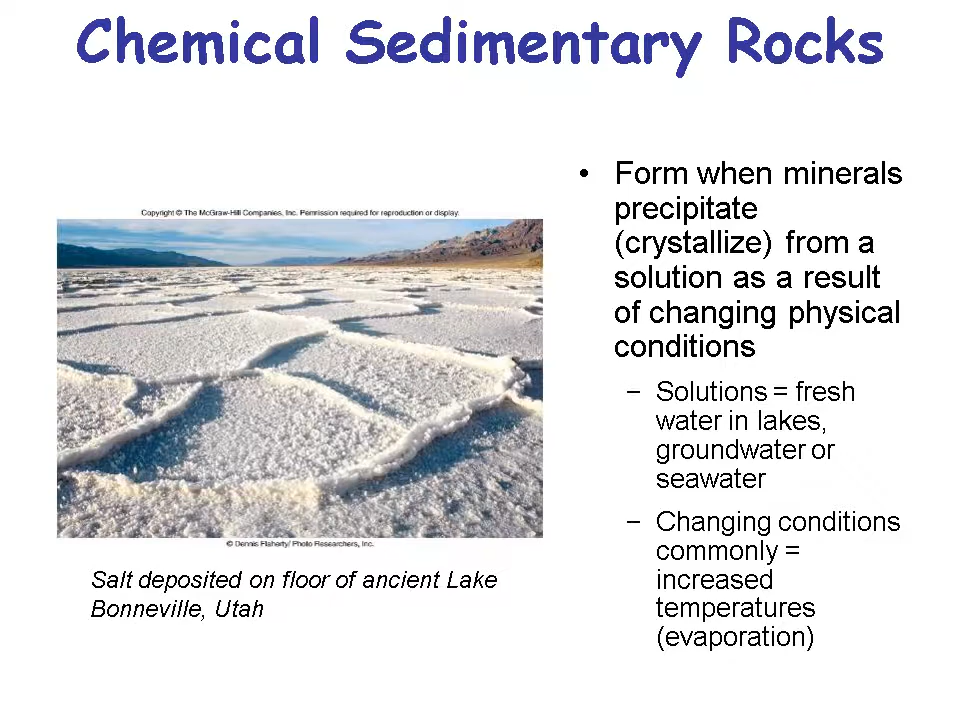 Chemical Sedimentary Rocks
Copyright © The McGraw-Hill Companies, Inc. Permission required for reproduction or display.
© Dennis Flaherty/ Photo Researchers, Inc.
Salt deposited on floor of ancient Lake
Bonneville, Utah
• Form when minerals
precipitate
(crystallize) from a
solution as a result
of changing physical
conditions
– Solutions = fresh
water in lakes,
groundwater or
seawater
– Changing conditions
commonly =
increased
temperatures
(evaporation)